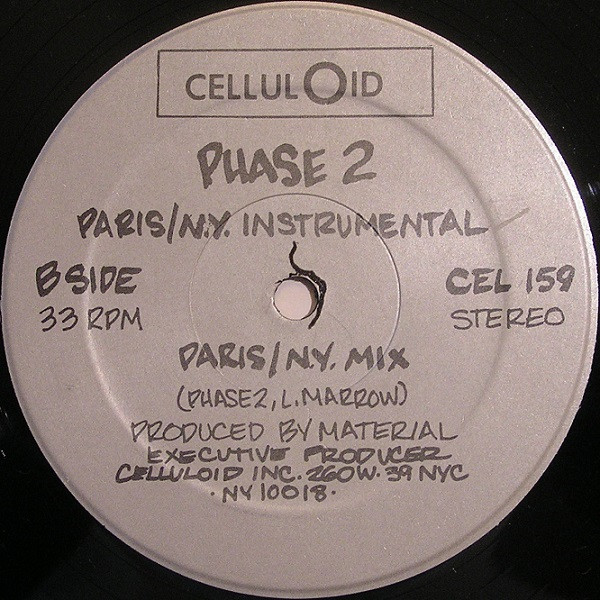 CELLULOID
PHASE 2
PARIS/N.Y. INSTRUMENTAL
B SIDE
CEL 159
33 RPM
STEREO
PARIS/N.Y. MIX
(PHASE2, L. MARROW)
PRODUCED BY MATERIAL
EXECUTIVE PRODUCER
CELLULOID INC. 260 W. 39 NYC
· NY 10018 ·